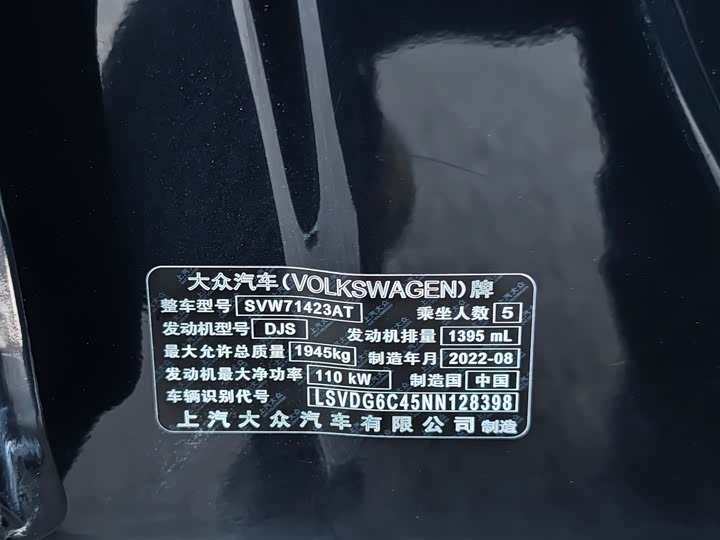 大众汽车(VOLKSWAGEN)牌
整车型号 SVW71423AT 乘坐人数 5
发动机型号 DJS 发动机排量 1395 mL
最大允许总质量 1945kg 制造年月 2022-08
发动机最大净功率 110 kW 制造国 中国
车辆识别代号 LSVDG6C45NN128398
上汽大众汽车有限公司 制造